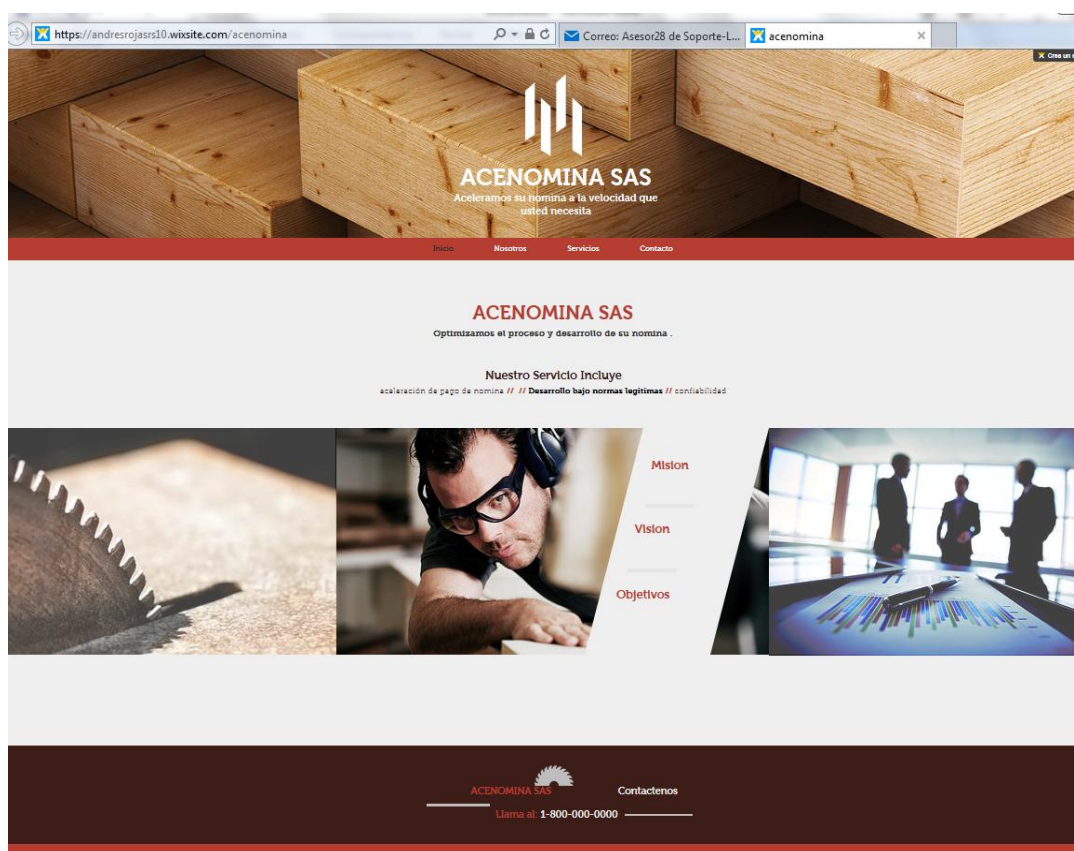 https://andresrojasrs10.wixsite.com/acenomina
Correo: Asesor28 de Soporte-L...
acenomina
Crea un
ACENOMINA SAS
Aceleramos su nomina a la velocidad que
usted necesita
Inicio Nosotros Servicios Contacto
ACENOMINA SAS
Optimizamos el proceso y desarrollo de su nomina .
Nuestro Servicio Incluye
aceleración de pago de nomina // // Desarrollo bajo normas legitimas // confiabilidad
Mision
Vision
Objetivos
ACENOMINA SAS
Contactenos
Llama al: 1-800-000-0000